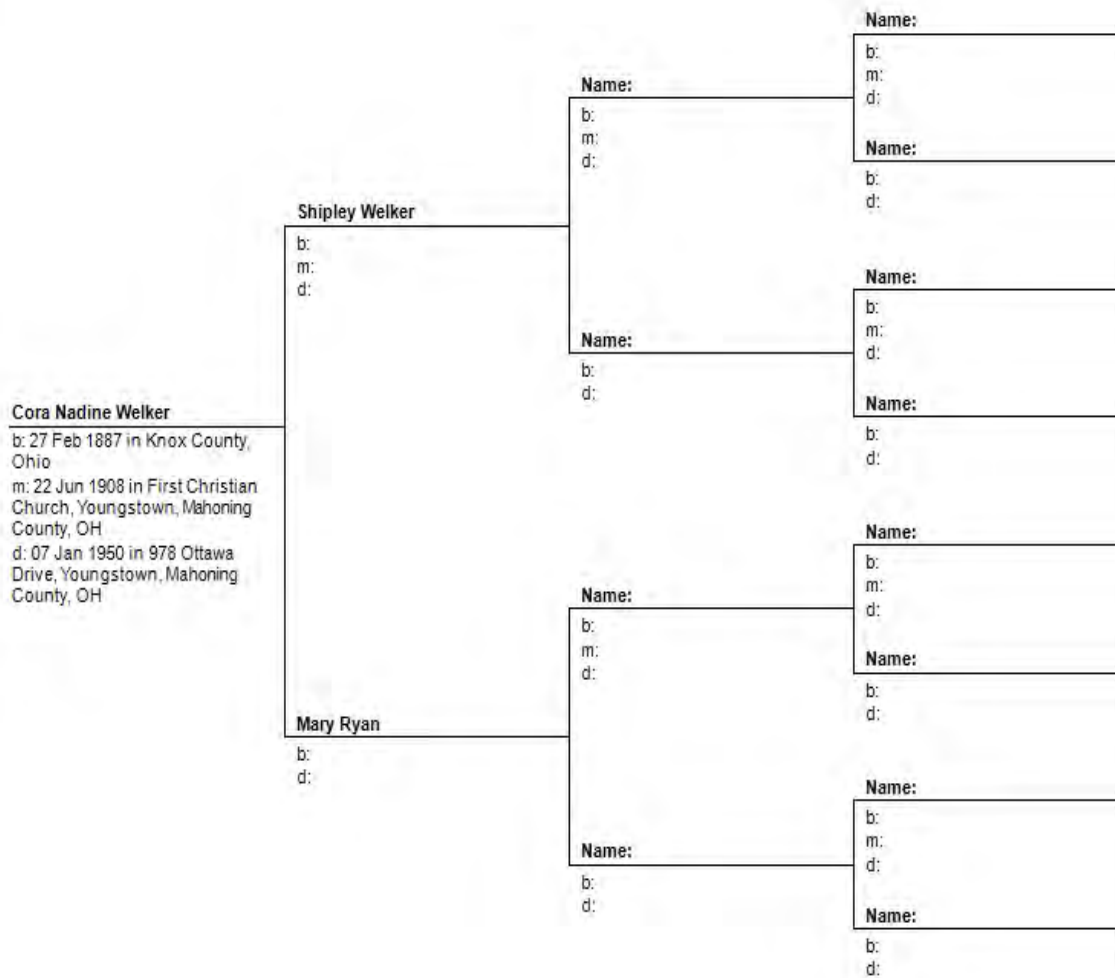 Name:
b:
m:
d:
Name:
b:
m:
d:
Name:
b:
d:
Shipley Welker
b:
m:
d:
Name:
b:
m:
d:
Name:
b:
d:
Name:
b:
d:
Cora Nadine Welker
b: 27 Feb 1887 in Knox County,
Ohio
m: 22 Jun 1908 in First Christian
Church, Youngstown, Mahoning
County, OH
d: 07 Jan 1950 in 978 Ottawa
Drive, Youngstown, Mahoning
County, OH
Name:
b:
m:
d:
Name:
b:
m:
d:
Name:
b:
d:
Mary Ryan
b:
d:
Name:
b:
m:
d:
Name:
b:
d:
Name:
b:
d: